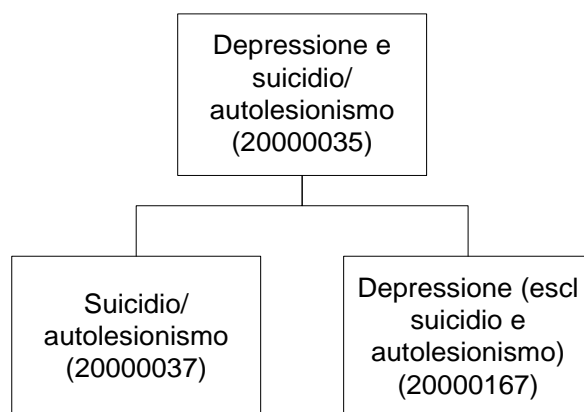 Depressione e
suicidio/
autolesionismo
(20000035)
Suicidio/
autolesionismo
(20000037)
Depressione (escl
suicidio e
autolesionismo)
(20000167)